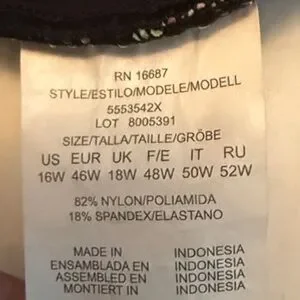 RN 16687
STYLE/ESTILO/MODELE/MODELL
5553542X
LOT 8005391
SIZE/TALLA/TAILLE/GRÖBE
US EUR UK F/E IT RU
16W 46W 18W 48W 50W 52W
82% NYLON/POLIAMIDA
18% SPANDEX/ELASTANO
MADE IN INDONESIA
ENSAMBLADA EN INDONESIA
ASSEMBLED EN INDONESIA
MONTIERT IN INDONESIA